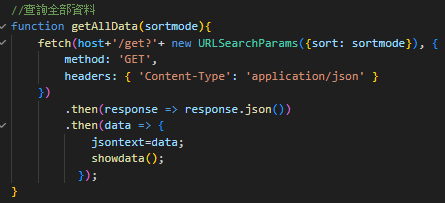 //查詢全部資料
function getAllData(sortmode){
    fetch(host+'/get?'+ new URLSearchParams({sort: sortmode}), {
        method: 'GET',
        headers: { 'Content-Type': 'application/json' }
    })
        .then(response => response.json())
        .then(data => {
            jsontext=data;
            showdata();
          });
}